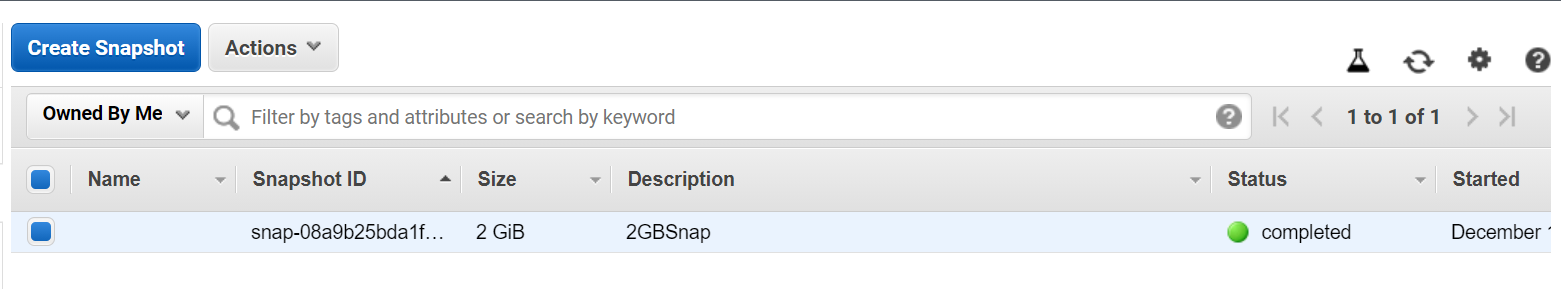 Create Snapshot Actions
Owned By Me Filter by tags and attributes or search by keyword ? 1 to 1 of 1 ?
Name Snapshot ID Size Description Status Started
snap-08a9b25bda1f... 2 GiB 2GBSnap completed December